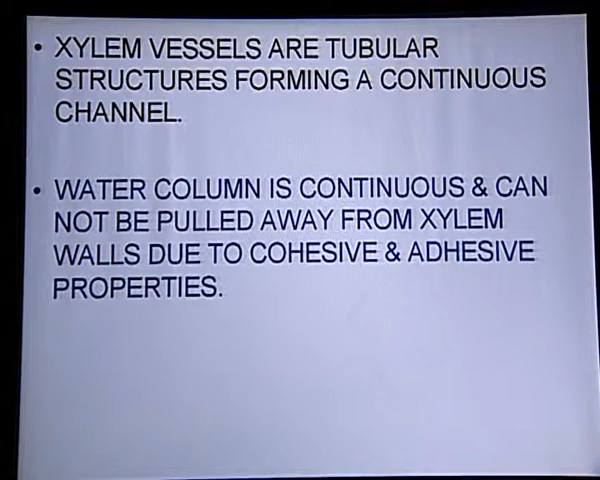 • XYLEM VESSELS ARE TUBULAR
STRUCTURES FORMING A CONTINUOUS
CHANNEL.
• WATER COLUMN IS CONTINUOUS & CAN
NOT BE PULLED AWAY FROM XYLEM
WALLS DUE TO COHESIVE & ADHESIVE
PROPERTIES.